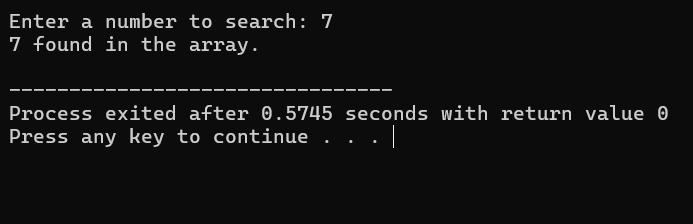 Enter a number to search: 7
7 found in the array.
--------------------------------
Process exited after 0.5745 seconds with return value 0
Press any key to continue . . .